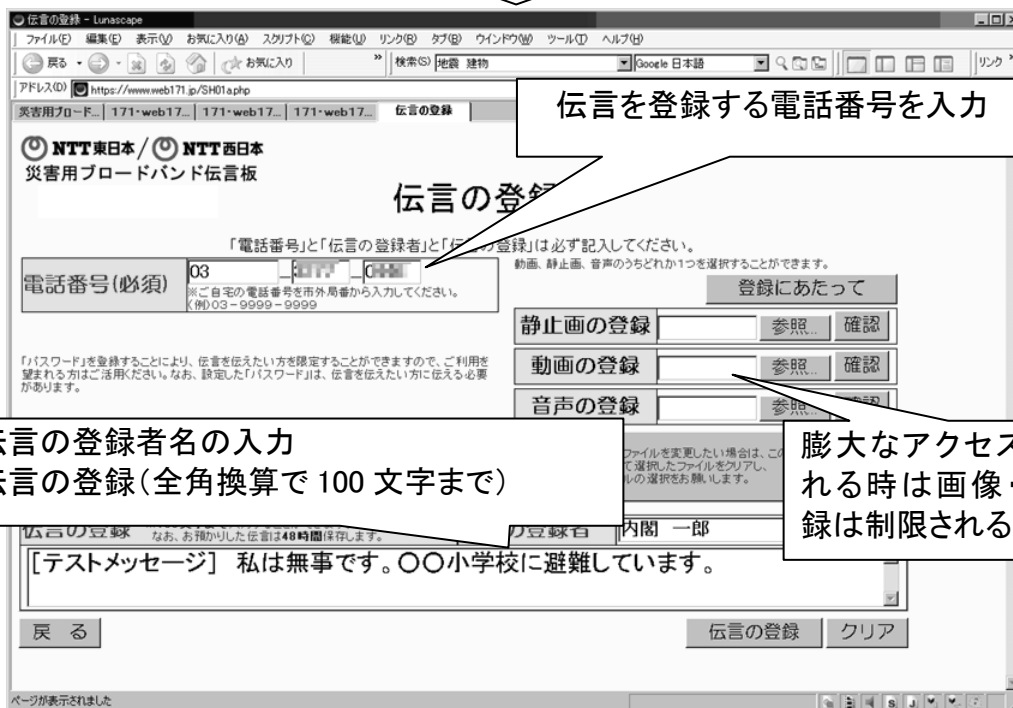 伝言の登録 - Lunascape
ファイル(F) 編集(E) 表示(V) お気に入り(A) スクリプト(C) 機能(U) リンク(R) タブ(B) ウインドウ(W) ツール(T) ヘルプ(H)
戻る お気に入り » 検索(S) 地震 建物 Google 日本語 リンク »
アドレス(D) https://www.web171.jp/SH01a.php
災害用ブロード... 171・web17... 171・web17... 171・web17... 伝言の登録
伝言を登録する電話番号を入力
NTT東日本/ NTT西日本
災害用ブロードバンド伝言板
伝言の登
「電話番号」と「伝言の登録者」と「伝 の登録」は必ず記入してください。
動画、静止画、音声のうちどれか1つを選択することができます。
電話番号(必須) 03 _ _
※ご自宅の電話番号を市外局番から入力してください。
(例)03-9999-9999
登録にあたって
静止画の登録 参照... 確認
動画の登録 参照... 確認
音声の登録 参照...
「パスワード」を登録することにより、伝言を伝えたい方を限定することができますので、ご利用を
望まれる方はご活用ください。なお、設定した「パスワード」は、伝言を伝えたい方に伝える必要
があります。
言の登録者名の入力
言の登録(全角換算で 100 文字まで)
ファイルを変更したい場合は、こ
て選択したファイルをクリアし、
ルの選択をお願いします。
膨大なアクセス
れる時は画像・
録は制限される
伝言の登録 なお、お預かりした伝言は48時間保存します。 の登録者 内閣 一郎
[テストメッセージ] 私は無事です。〇〇小学校に避難しています。
戻 る 伝言の登録 クリア
ページが表示されました